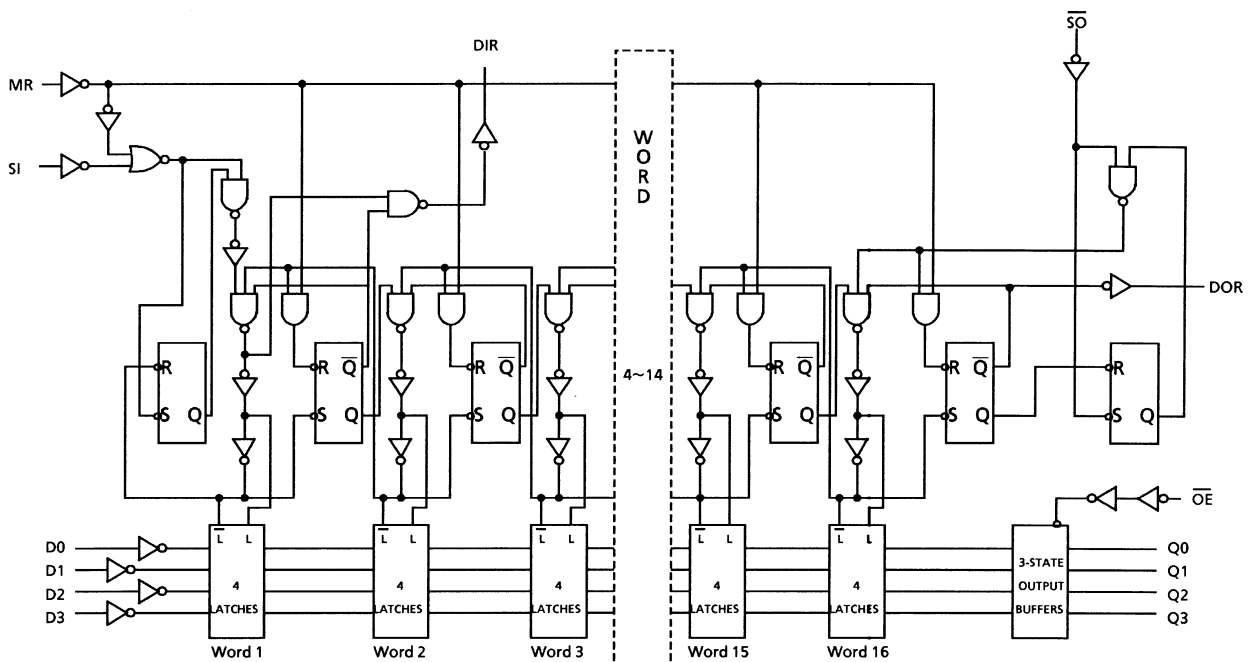 SO
DIR
MR
WORD
SI
DOR
R Q R Q R Q R Q R
4~14
S Q S Q S Q S Q S Q S Q
OE
L L L L L L L L L L
D0 Q0
D1 3-STATE Q1
D2 4 4 4 4 4 OUTPUT Q2
D3 LATCHES LATCHES LATCHES LATCHES LATCHES BUFFERS Q3
Word 1 Word 2 Word 3 Word 15 Word 16